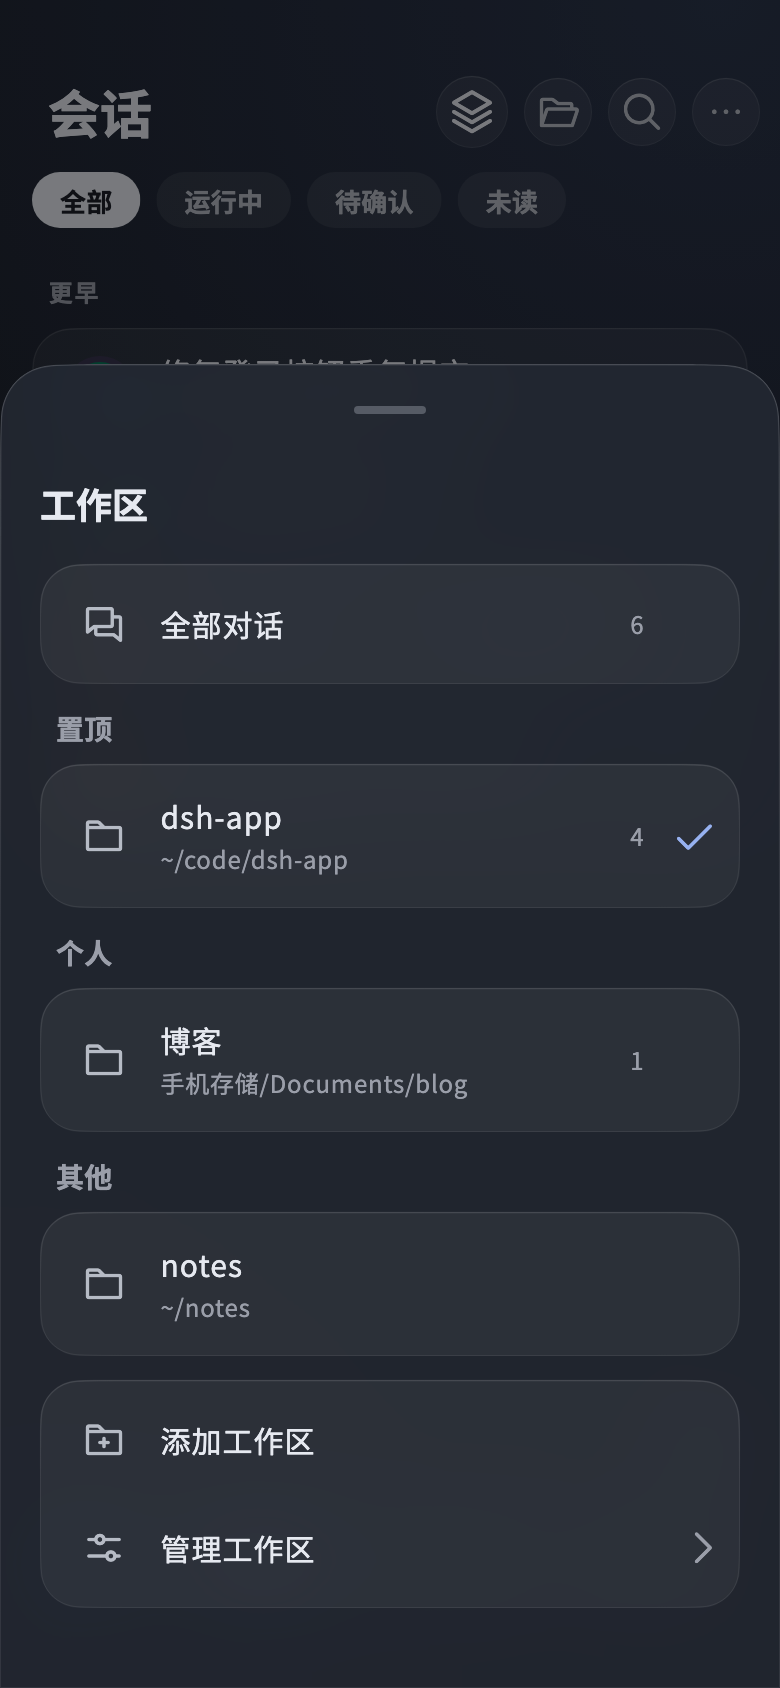 会话
全部
运行中
待确认
未读
更早
工作区
全部对话
6
置顶
dsh-app
~/code/dsh-app
4
个人
博客
手机存储/Documents/blog
1
其他
notes
~/notes
添加工作区
管理工作区